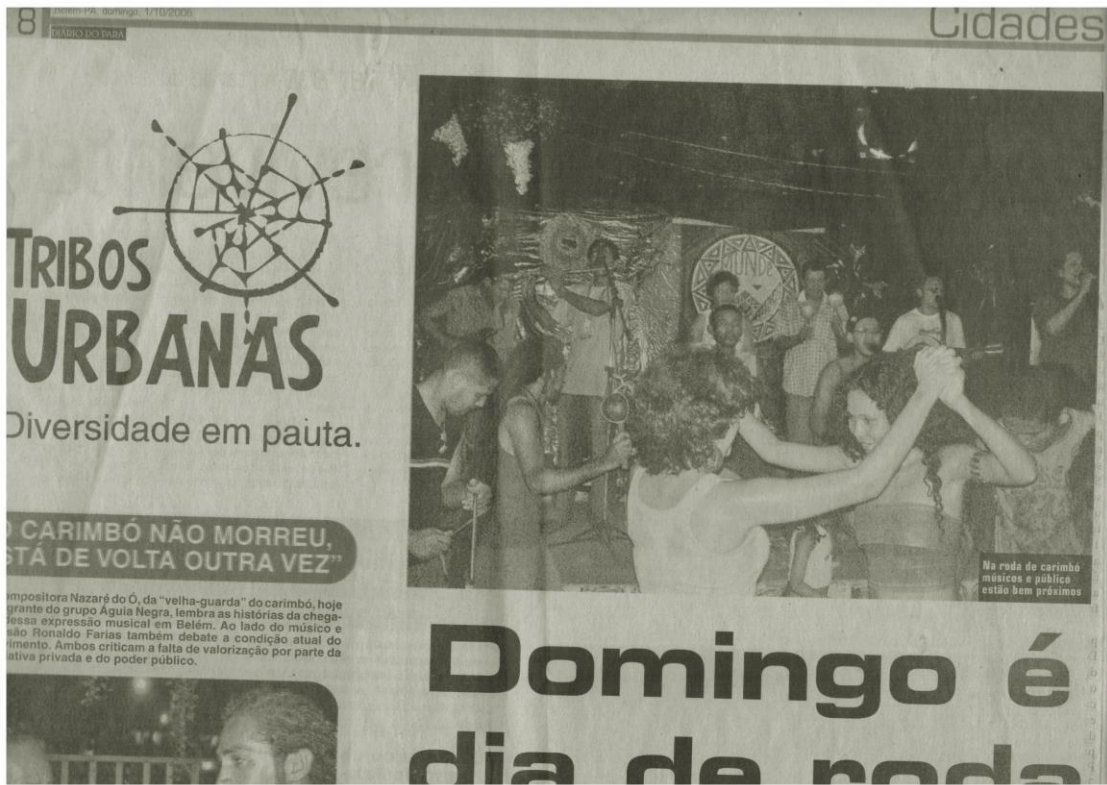 8
Belém-PA, domingo, 1/10/2006
DIÁRIO DO PARÁ
Cidades
TRIBOS
URBANAS
Diversidade em pauta.
O CARIMBÓ NÃO MORREU,
STÁ DE VOLTA OUTRA VEZ”
ompositora Nazaré do Ó, da “velha-guarda” do carimbó, hoje
grante do grupo Águia Negra, lembra as histórias da chega-
dessa expressão musical em Belém. Ao lado do músico e
são Ronaldo Farias também debate a condição atual do
vimento. Ambos criticam a falta de valorização por parte da
iativa privada e do poder público.
Na roda de carimbó
músicos e público
estão bem próximos
Domingo é
dia de roda